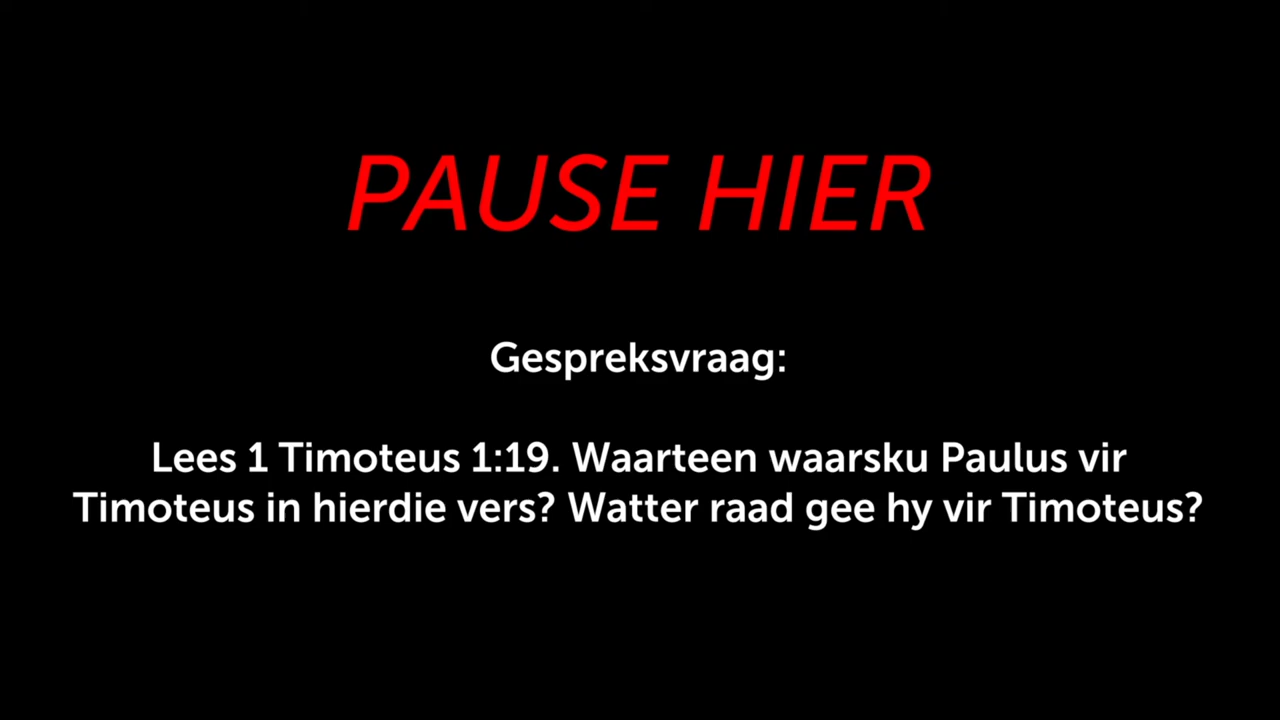 PAUSE HIER
Gespreksvraag:
Lees 1 Timoteus 1:19. Waarteen waarsku Paulus vir
Timoteus in hierdie vers? Watter raad gee hy vir Timoteus?